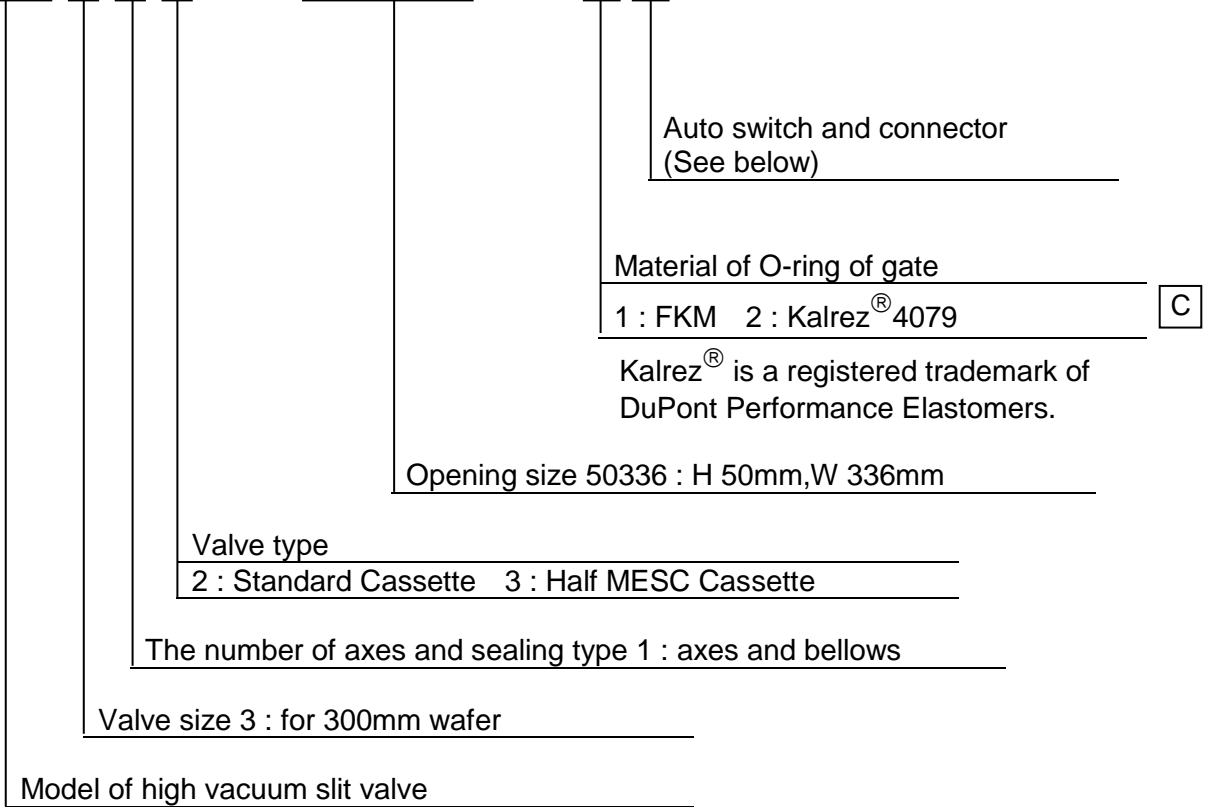 Auto switch and connector
(See below)
Material of O-ring of gate
1 : FKM 2 : Kalrez®4079
C
Kalrez® is a registered trademark of
DuPont Performance Elastomers.
Opening size 50336 : H 50mm,W 336mm
Valve type
2 : Standard Cassette 3 : Half MESC Cassette
The number of axes and sealing type 1 : axes and bellows
Valve size 3 : for 300mm wafer
Model of high vacuum slit valve